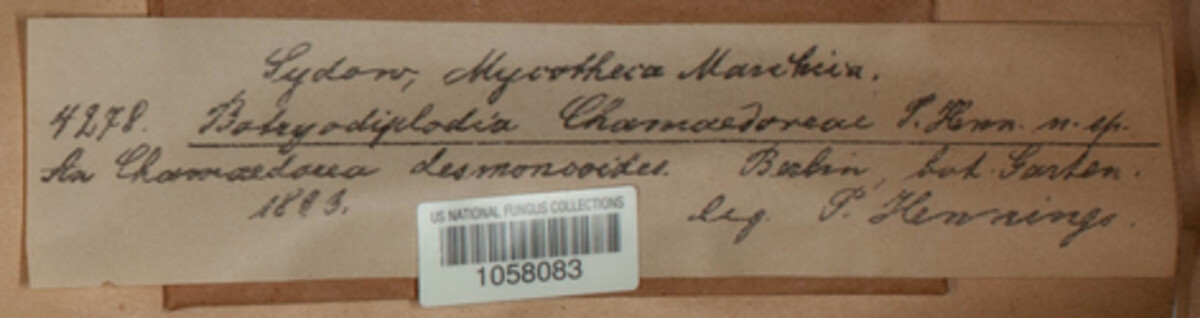 Sydow, Mycotheca Marchica.
4278. Botryodiplodia Chamaedoreae P. Henn. n. sp.
An Chamaedorea desmoncoides. Berlin, bot. Garten.
1893.
leg. P. Hennings.
US NATIONAL FUNGUS COLLECTIONS
1058083